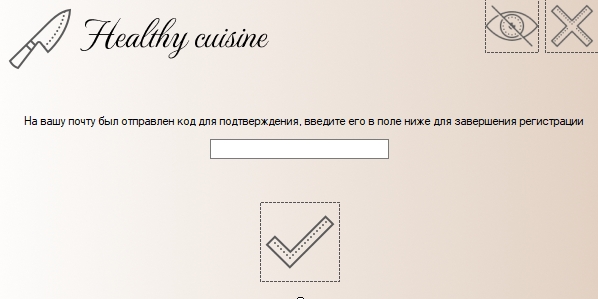 Healthy cuisine
На вашу почту был отправлен код для подтверждения, введите его в поле ниже для завершения регистрации